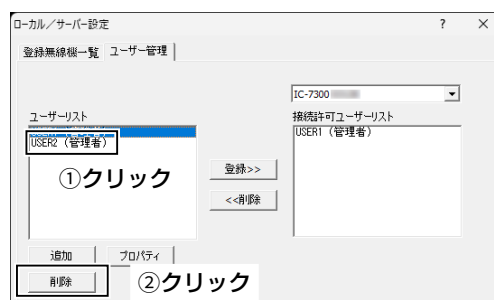 ローカル／サーバー設定 ? ×
登録無線機一覧 ユーザー管理
IC-7300
ユーザーリスト 接続許可ユーザーリスト
USER2 (管理者) USER1 (管理者)
①クリック
登録>>
<<削除
追加 プロパティ
削除 ②クリック